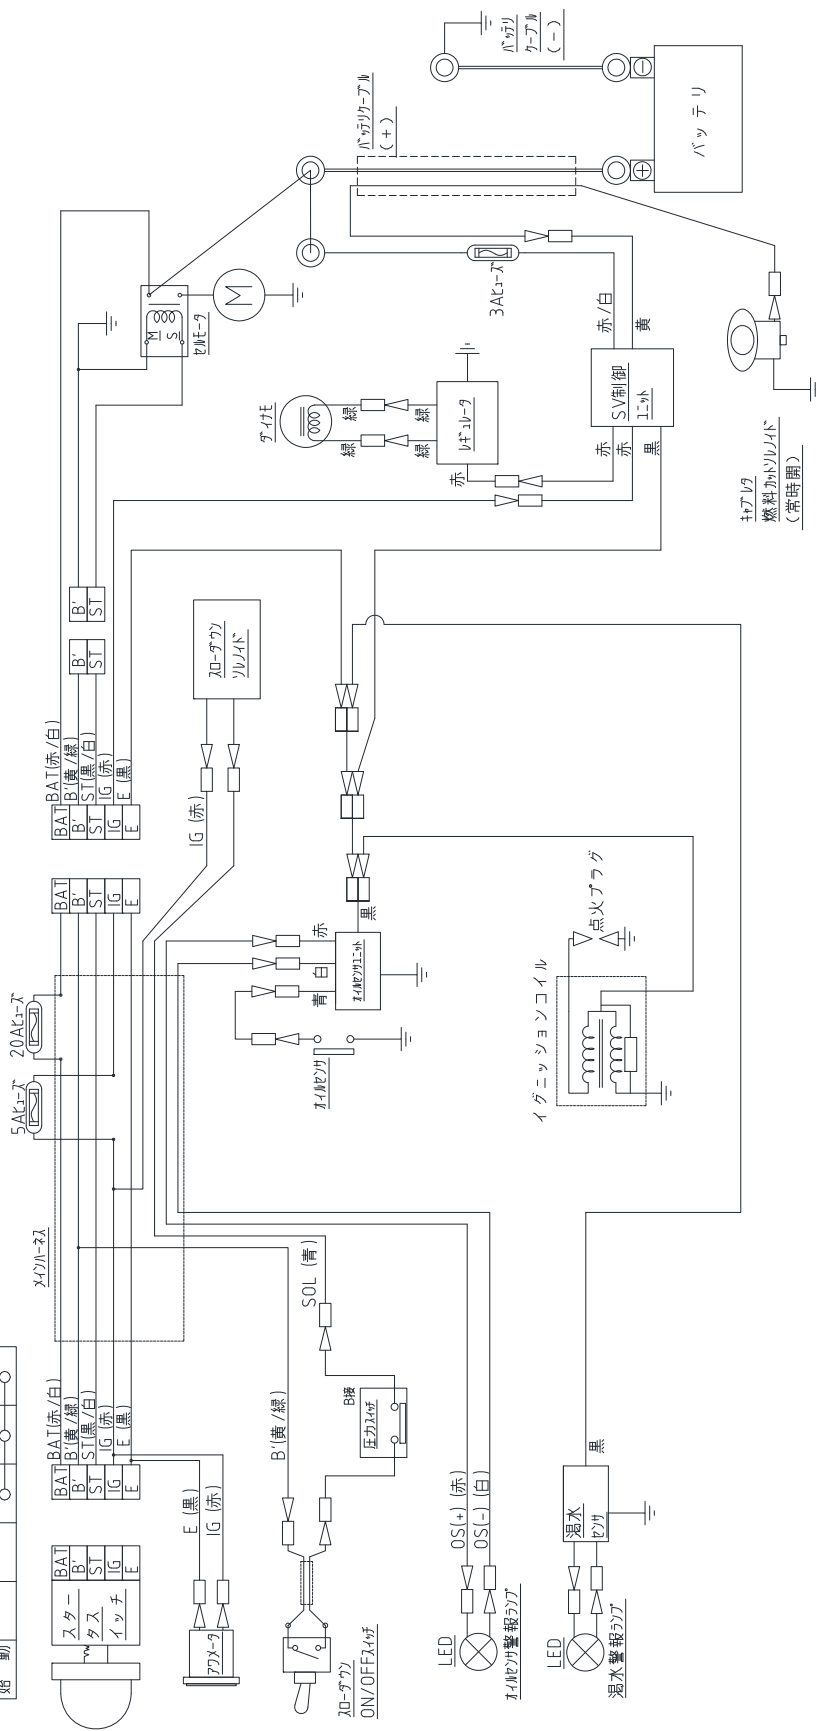 始 動
スター
タス
イッチ
BAT
B'
ST
IG
E
BAT
B'
ST
IG
E
BAT(赤/白)
B'(黄/緑)
ST(黒/白)
IG (赤)
E (黒)
メインハーネス
5Aヒューズ
20Aヒューズ
BAT
B'
ST
IG
E
BAT
B'
ST
IG
E
BAT(赤/白)
B'(黄/緑)
ST(黒/白)
IG (赤)
E (黒)
B'
ST
B'
ST
M
S
セルモータ
M
アワメータ
E (黒)
IG (赤)
スローダウン
ON/OFFスイッチ
B'(黄/緑)
SOL (青)
B接
圧力スイッチ
IG (赤)
スローダウン
ソレノイド
ダイナモ
緑
緑
緑
緑
レギュレータ
赤
3Aヒューズ
バッテリケーブル
(+)
バッテリ
ケーブル
(-)
バッテリ
赤/白
黄
SV制御
ユニット
赤
赤
黒
キャブレタ
燃料カットソレノイド
(常時開)
オイルセンサ
青
白
赤
オイルセンサユニット
黒
イグニッションコイル
点火プラグ
LED
オイルセンサ警報ランプ
OS(+) (赤)
OS(-) (白)
LED
渇水警報ランプ
渇水
センサ
黒